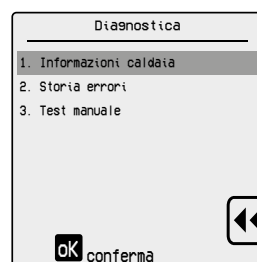 Diagnostica
1. Informazioni caldaia
2. Storia errori
3. Test manuale
OK conferma